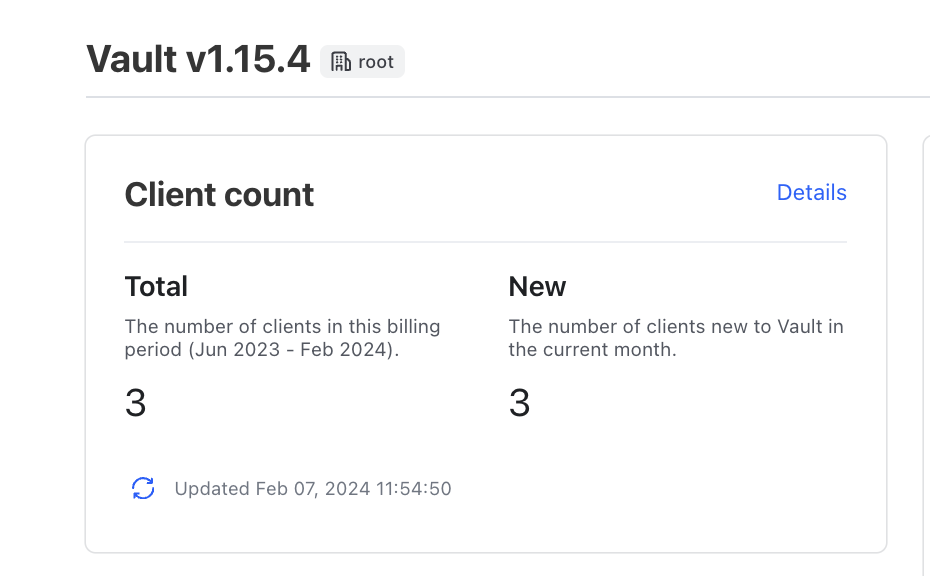 Vault v1.15.4 root
Client count
Details
Total
The number of clients in this billing
period (Jun 2023 - Feb 2024).
3
New
The number of clients new to Vault in
the current month.
3
Updated Feb 07, 2024 11:54:50